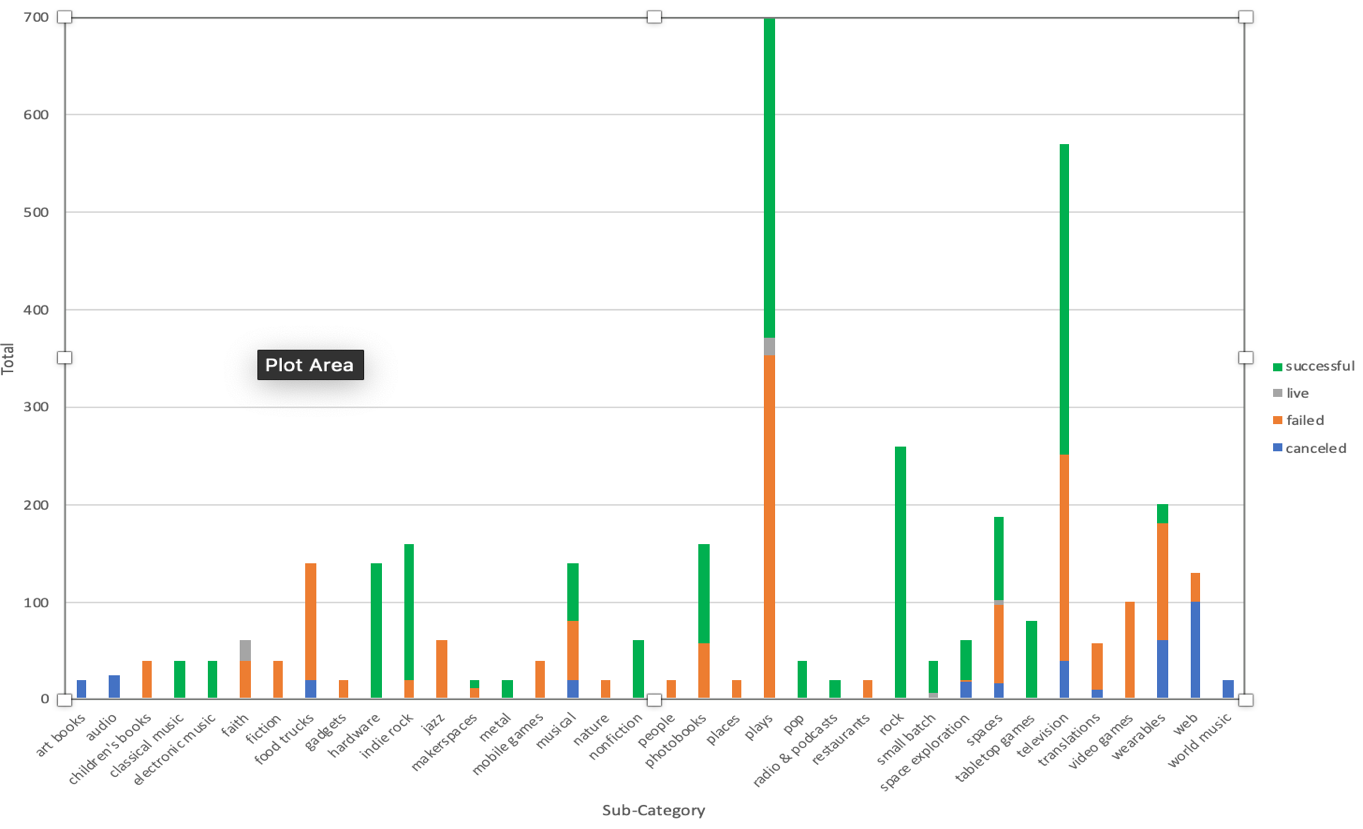 700
600
500
400
300
200
100
0
Total
Plot Area
successful
live
failed
canceled
art books
audio
children's books
classical music
electronic music
faith
fiction
food trucks
gadgets
hardware
indie rock
jazz
makerspaces
metal
mobile games
musical
nature
nonfiction
people
photobooks
places
plays
pop
radio & podcasts
restaurants
rock
small batch
space exploration
spaces
tabletop games
television
translations
video games
wearables
web
world music
Sub-Category